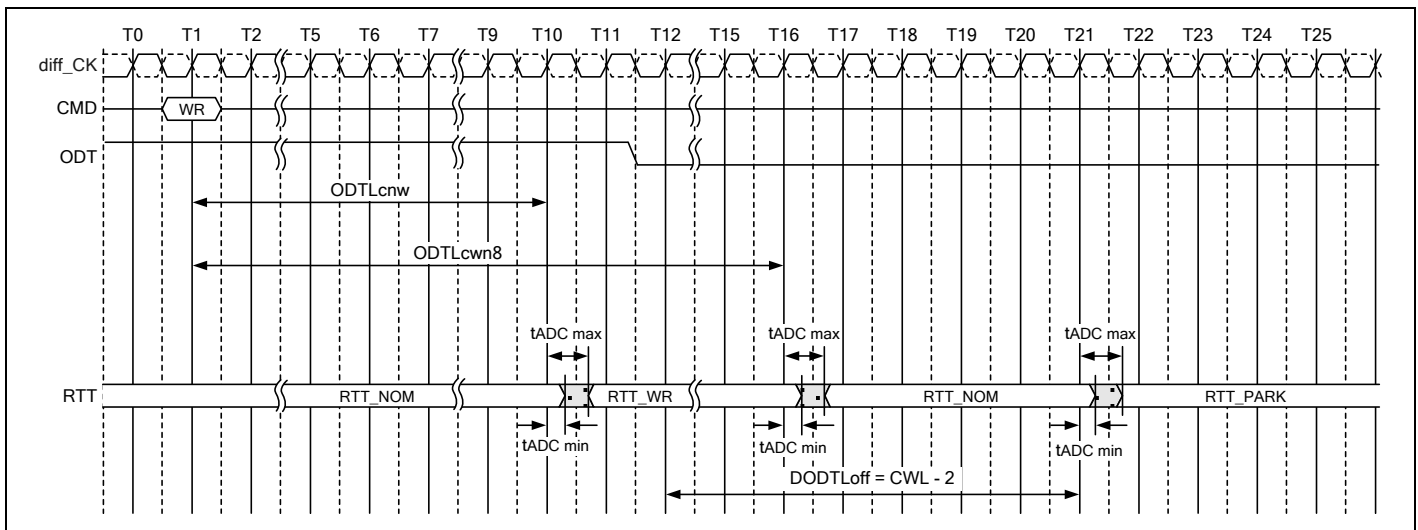 T0 T1 T2 T5 T6 T7 T9 T10 T11 T12 T15 T16 T17 T18 T19 T20 T21 T22 T23 T24 T25
diff_CK
CMD WR
ODT
ODTLcnw
ODTLcwn8
tADC max tADC max tADC max
RTT RTT_NOM RTT_WR RTT_NOM RTT_PARK
tADC min tADC min tADC min
DODTLoff = CWL - 2